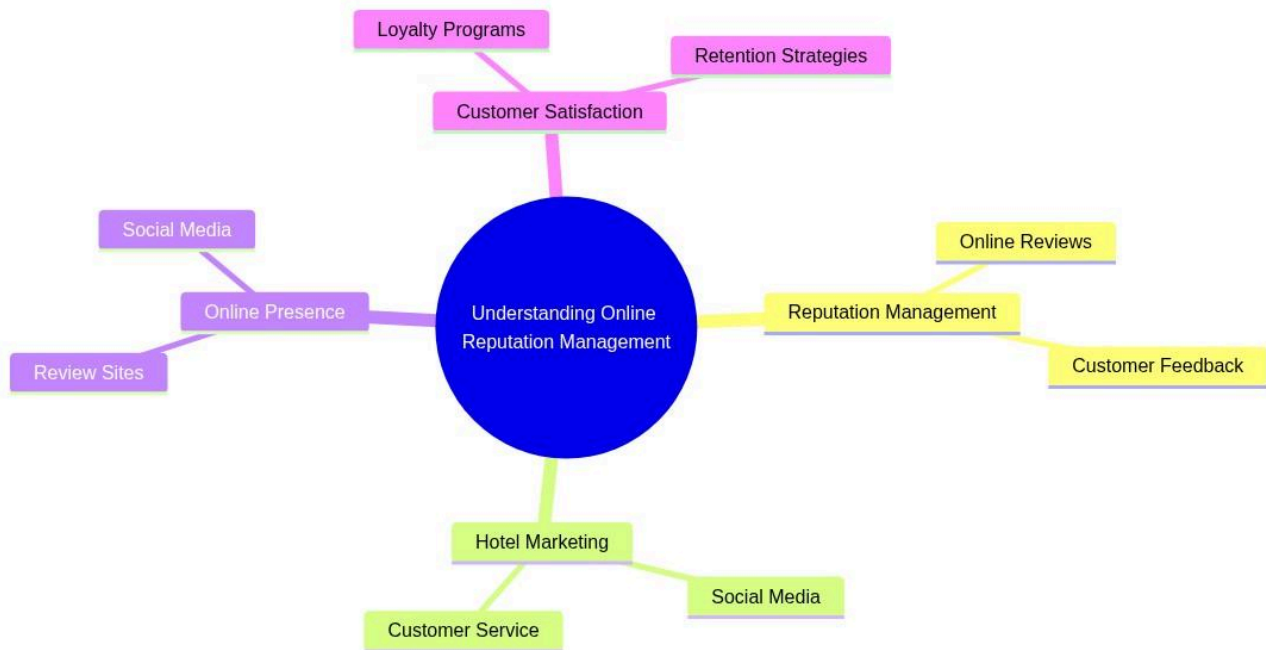 Loyalty Programs
Retention Strategies
Customer Satisfaction
Social Media
Online Presence
Review Sites
Understanding Online
Reputation Management
Online Reviews
Reputation Management
Customer Feedback
Hotel Marketing
Social Media
Customer Service